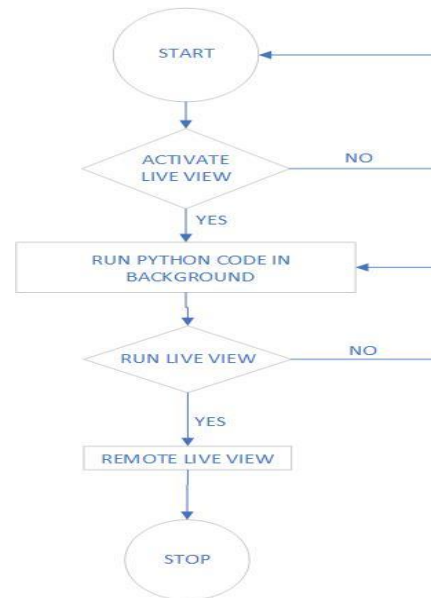 START
ACTIVATE
LIVE VIEW
NO
YES
RUN PYTHON CODE IN
BACKGROUND
RUN LIVE VIEW
NO
YES
REMOTE LIVE VIEW
STOP